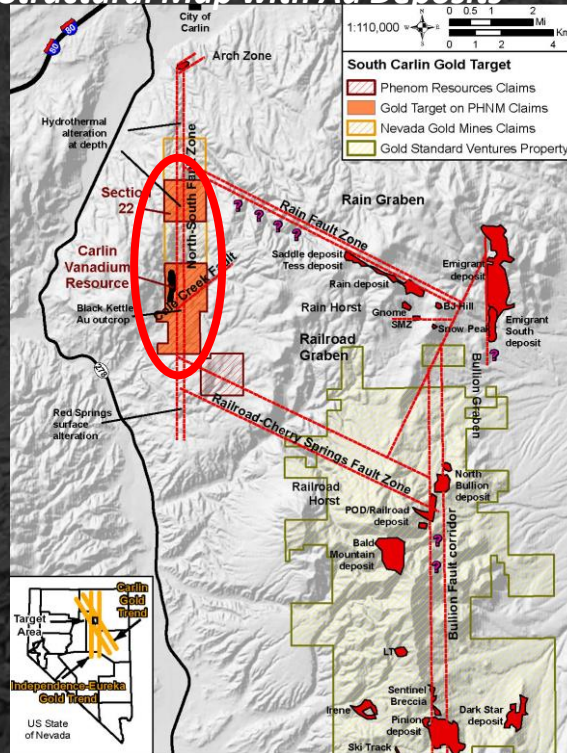 Structural Map with Au Deposits
City of
Carlin
80
80
Arch Zone
1:110,000
0 0.5 1 2
Mi
Km
0 1 2 4
South Carlin Gold Target
Phenom Resources Claims
Gold Target on PHNM Claims
Nevada Gold Mines Claims
Gold Standard Ventures Property
Hydrothermal
alteration
at depth
North-South Fault Zone
Section
22
Carlin
Vanadium
Resource
Black Kettle
Au outcrop
Creek Fault
278
Red Springs
surface
alteration
Rain Graben
Rain Fault Zone
? ? ? ?
Saddle deposit
Tess deposit
Rain deposit
Emigrant
deposit
Rain Horst
Gnome
SMZ
BJ Hill
Snow Peak
Emigrant
South
deposit
?
Railroad
Graben
Bullion Graben
Railroad-Cherry Springs Fault Zone
Railroad
Horst
North
Bullion
deposit
POD/Railroad
deposit
?
?
Bald
Mountain
deposit
Bullion Fault corridor
LT
Sentinel
Breccia
Irene
Pinion
deposit
Dark Star
deposit
Ski Track
Target
Area
Carlin
Gold
Trend
Independence-Eureka
Gold Trend
US State
of Nevada